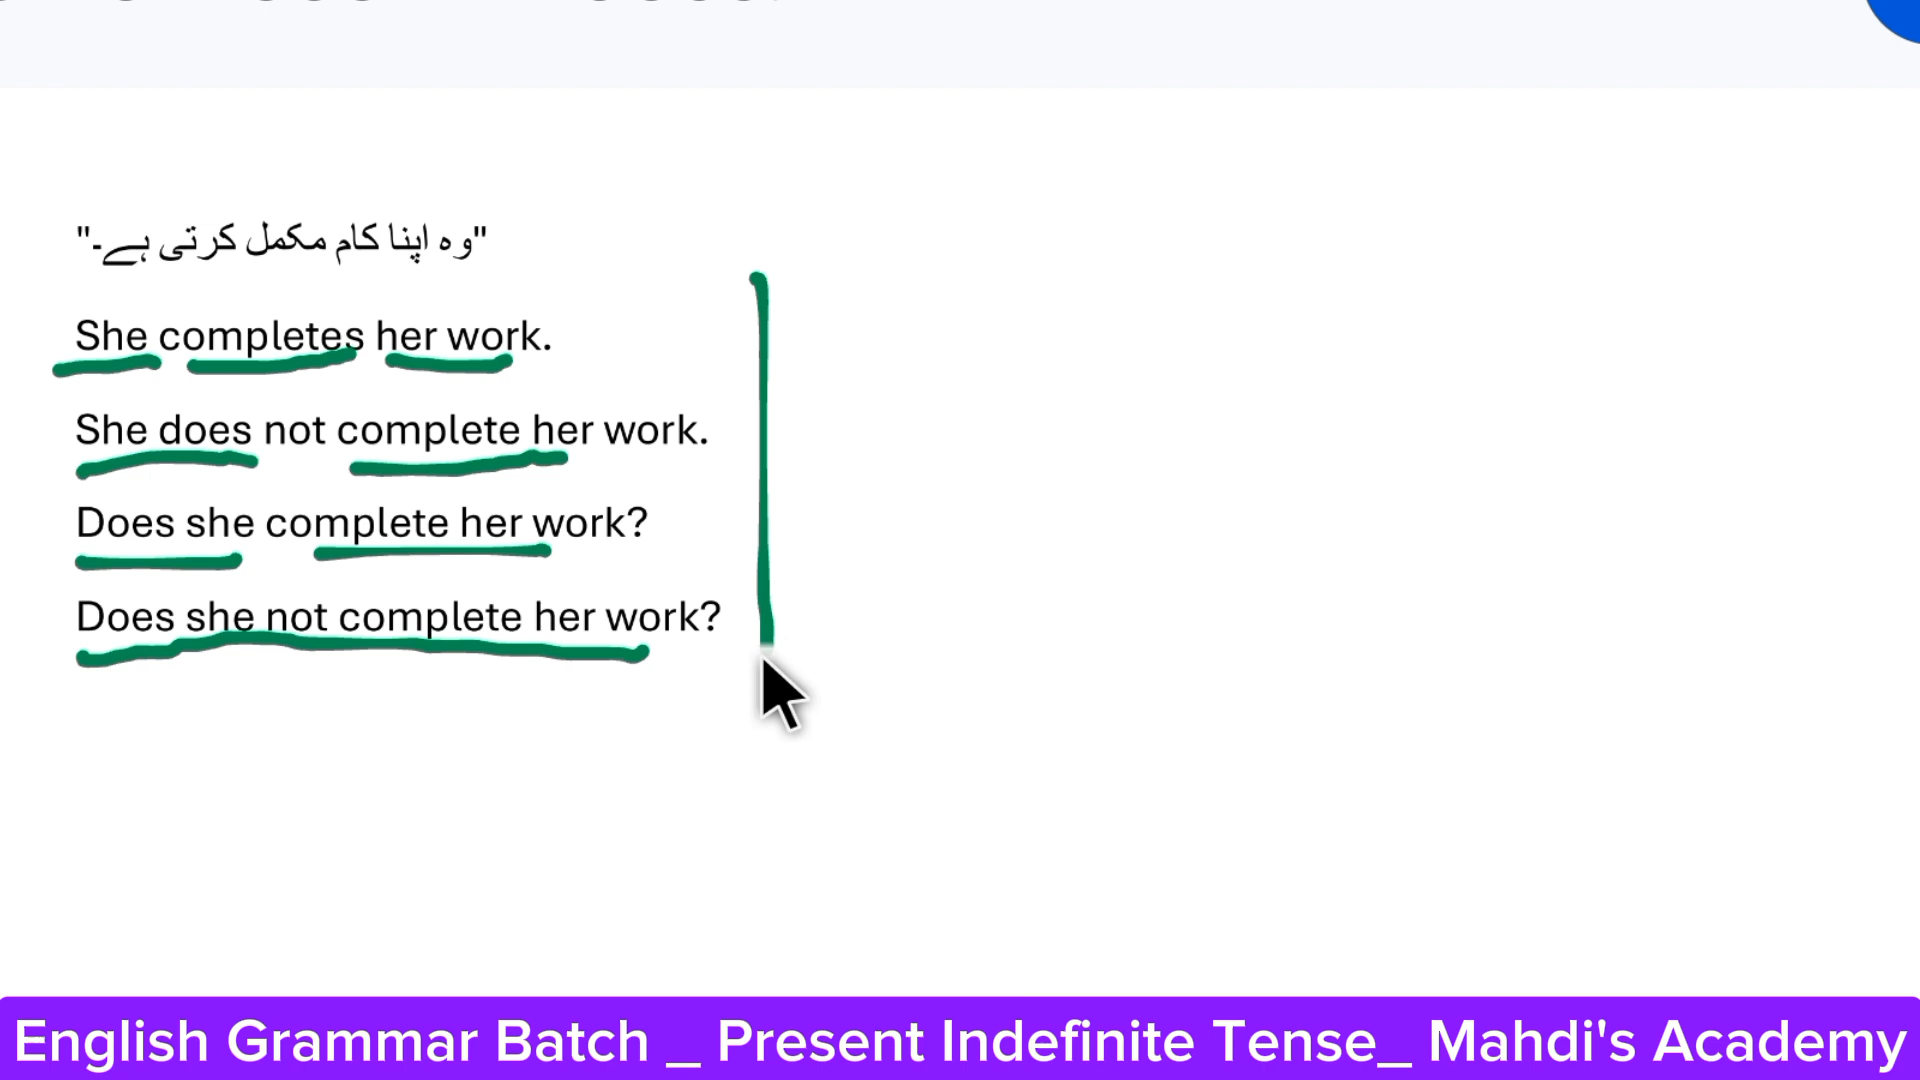 "وہ اپنا کام مکمل کرتی ہے۔"
She completes her work.
She does not complete her work.
Does she complete her work?
Does she not complete her work?
English Grammar Batch _ Present Indefinite Tense_ Mahdi's Academy